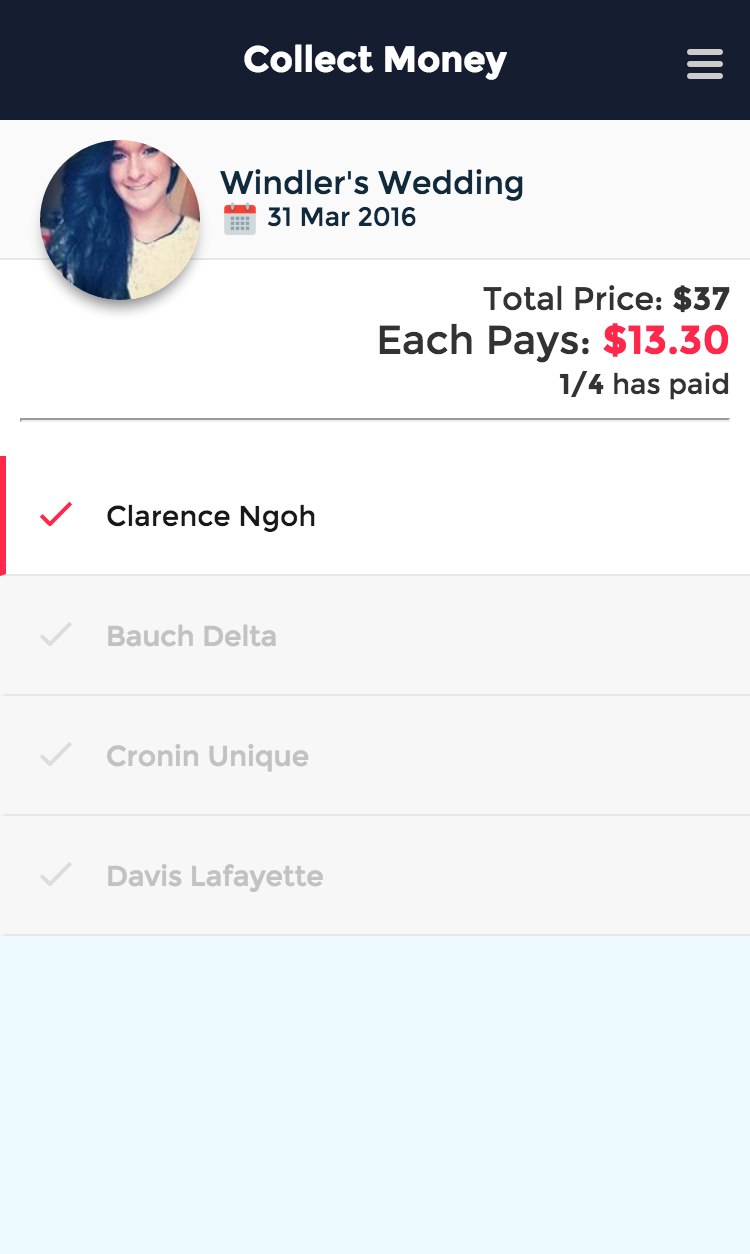 Collect Money
Windler's Wedding
31 Mar 2016
Total Price: $37
Each Pays: $13.30
1/4 has paid
Clarence Ngoh
Bauch Delta
Cronin Unique
Davis Lafayette